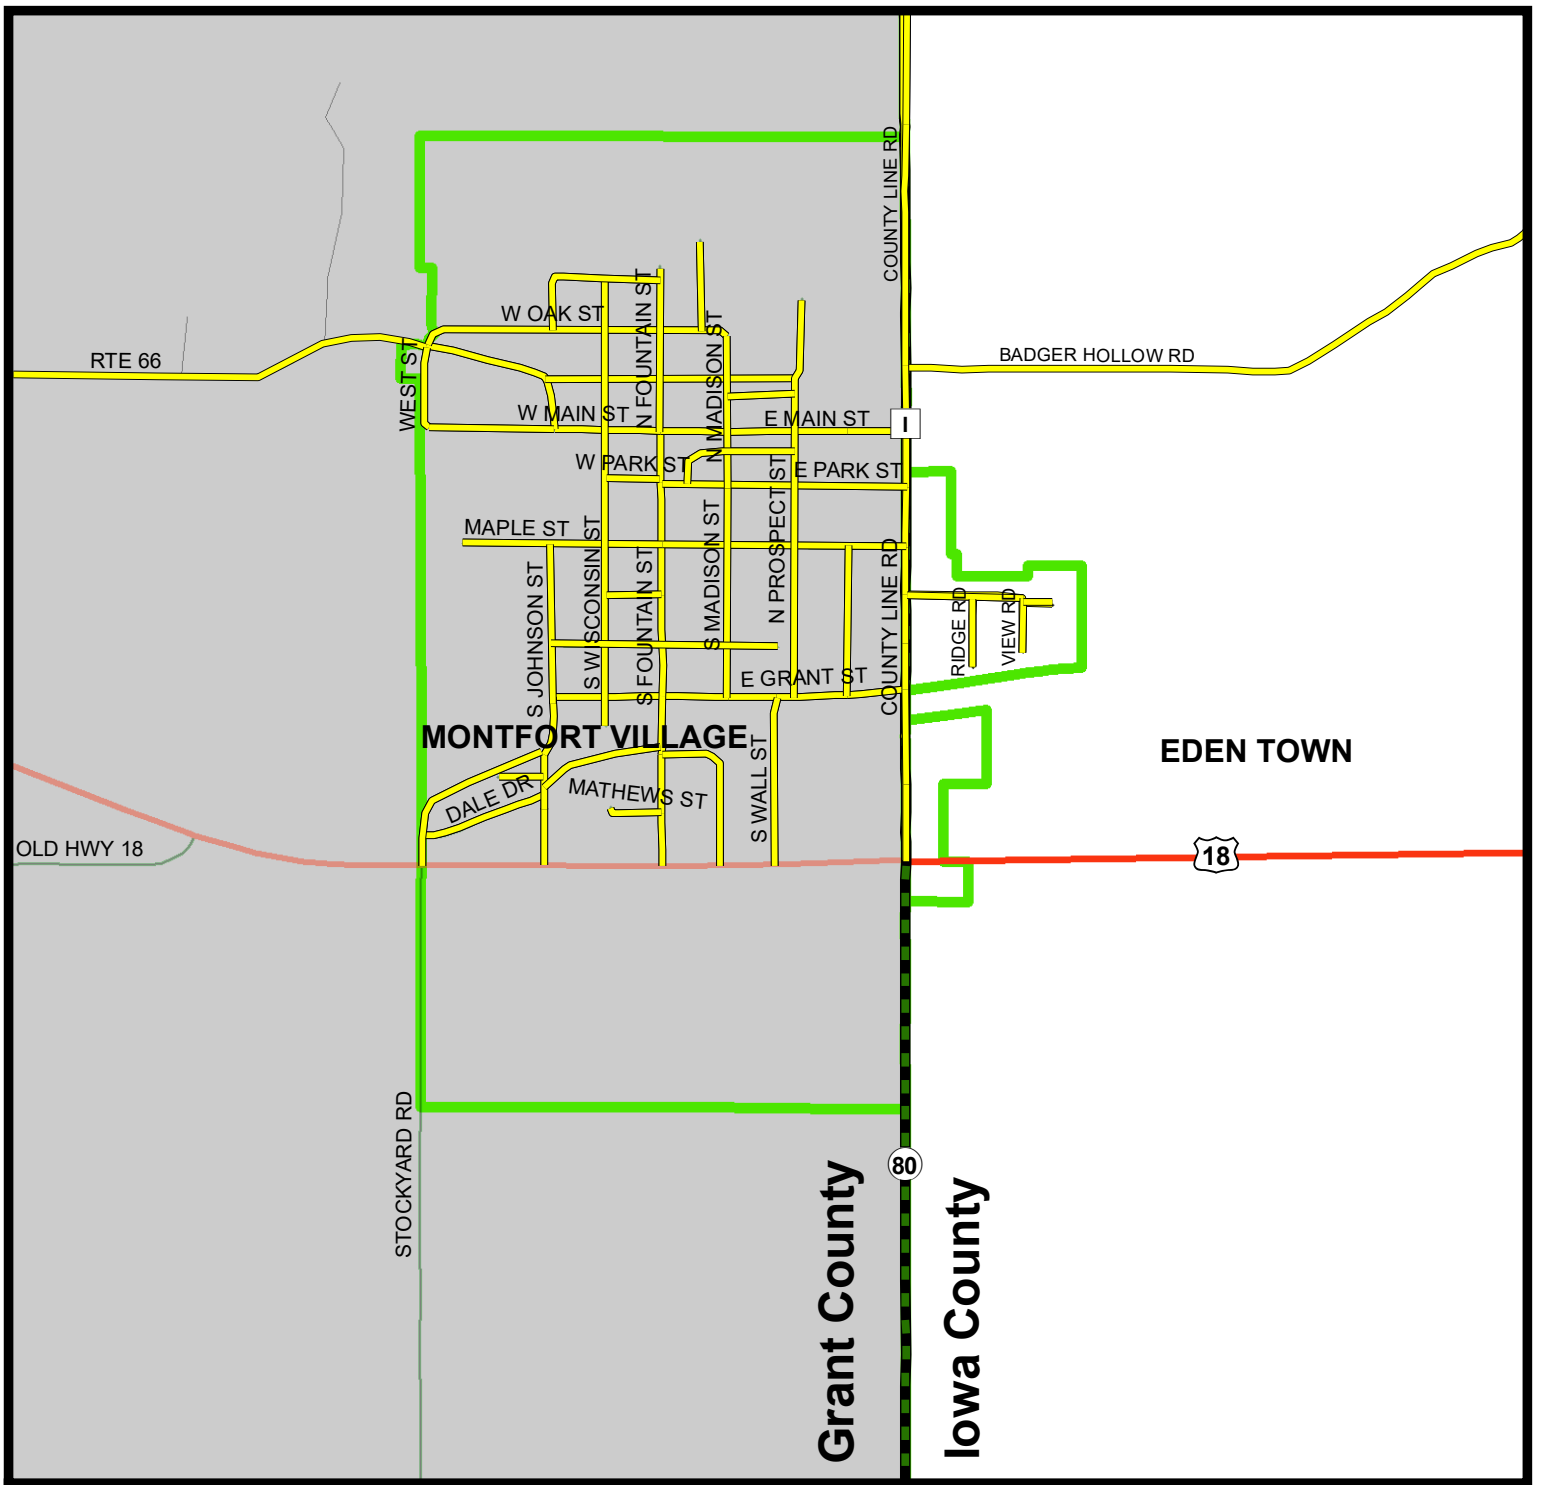 COUNTY LINE RD
W OAK ST
N FOUNTAIN ST
N MADISON ST
RTE 66
WEST ST
BADGER HOLLOW RD
W MAIN ST
E MAIN ST
I
W PARK ST
E PARK ST
MAPLE ST
S WISCONSIN ST
S MADISON ST
N PROSPECT ST
S JOHNSON ST
S FOUNTAIN ST
COUNTY LINE RD
RIDGE RD
VIEW RD
E GRANT ST
MONTFORT VILLAGE
EDEN TOWN
DALE DR
MATHEWS ST
S WALL ST
OLD HWY 18
18
STOCKYARD RD
80
Grant County
Iowa County